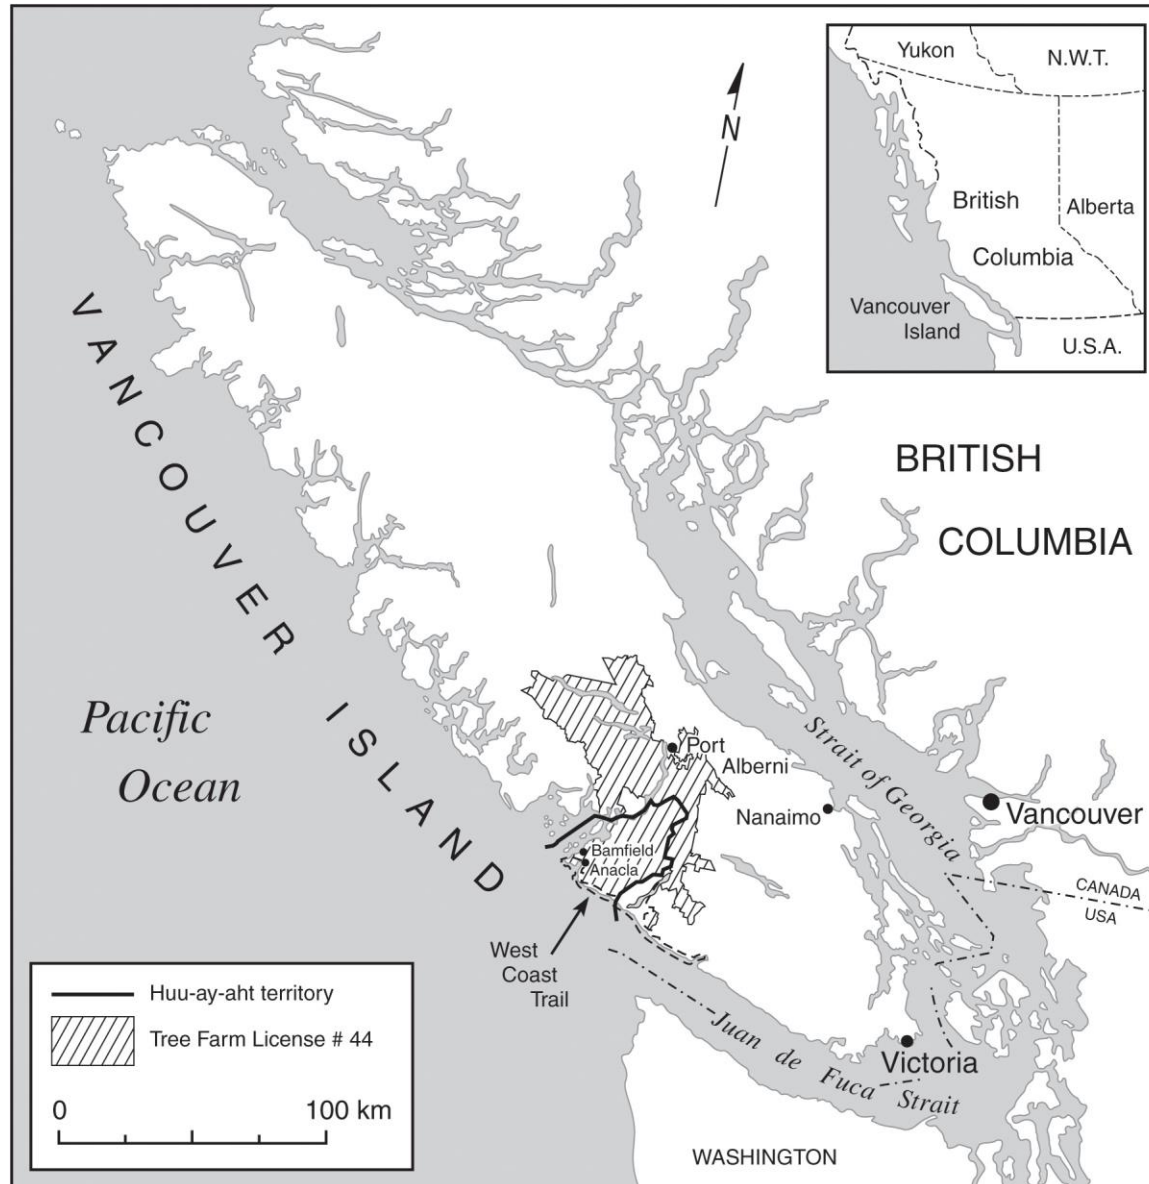 Yukon
N.W.T.
British
Columbia
Alberta
Vancouver
Island
U.S.A.
N
VANCOUVER ISLAND
BRITISH
COLUMBIA
Pacific
Ocean
Strait of Georgia
Port
Alberni
Nanaimo
Vancouver
Bamfield
Anacla
CANADA
USA
West
Coast
Trail
Juan de Fuca Strait
Victoria
WASHINGTON
Huu-ay-aht territory
Tree Farm License # 44
0 100 km